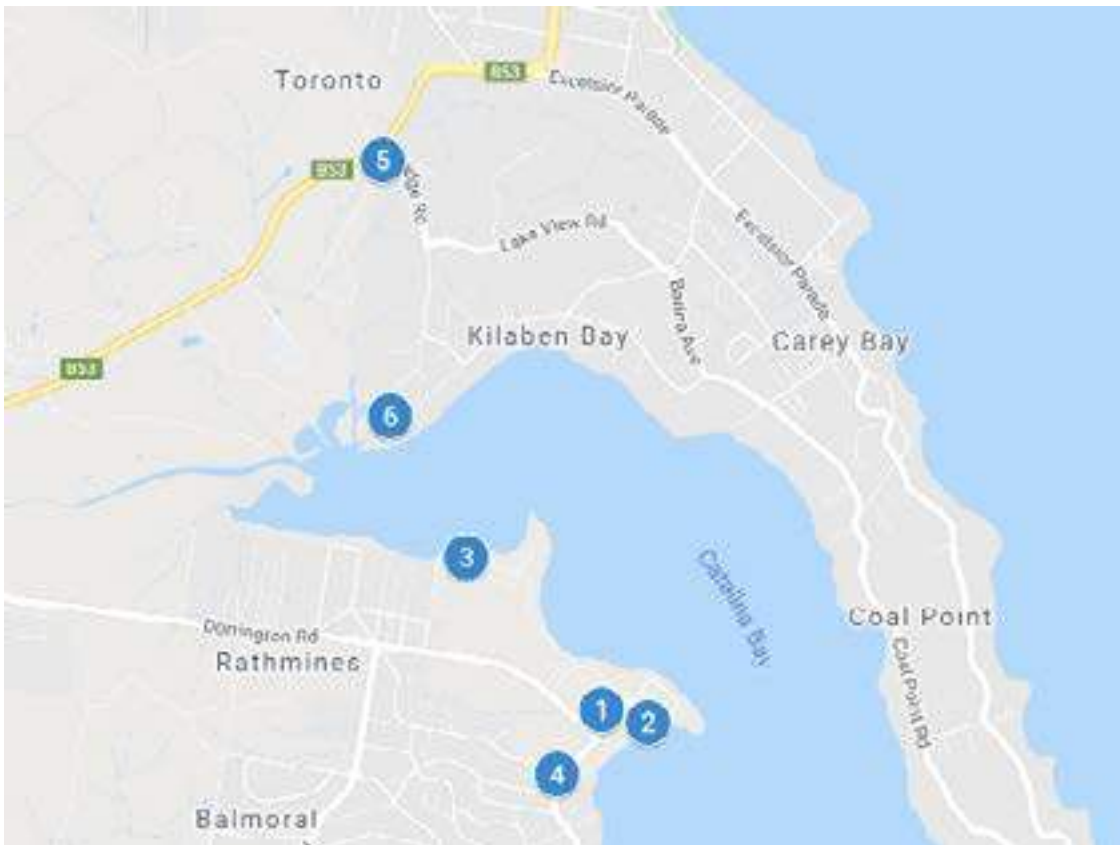 B53
Toronto
Excelsior Parade
5
B53
Lake View Rd
Excelsior Parade
Kilaben Bay
Carey Bay
B53
6
3
Catalina Bay
Coal Point
Dorrington Rd
Rathmines
Coal Point Rd
1
2
4
Balmoral